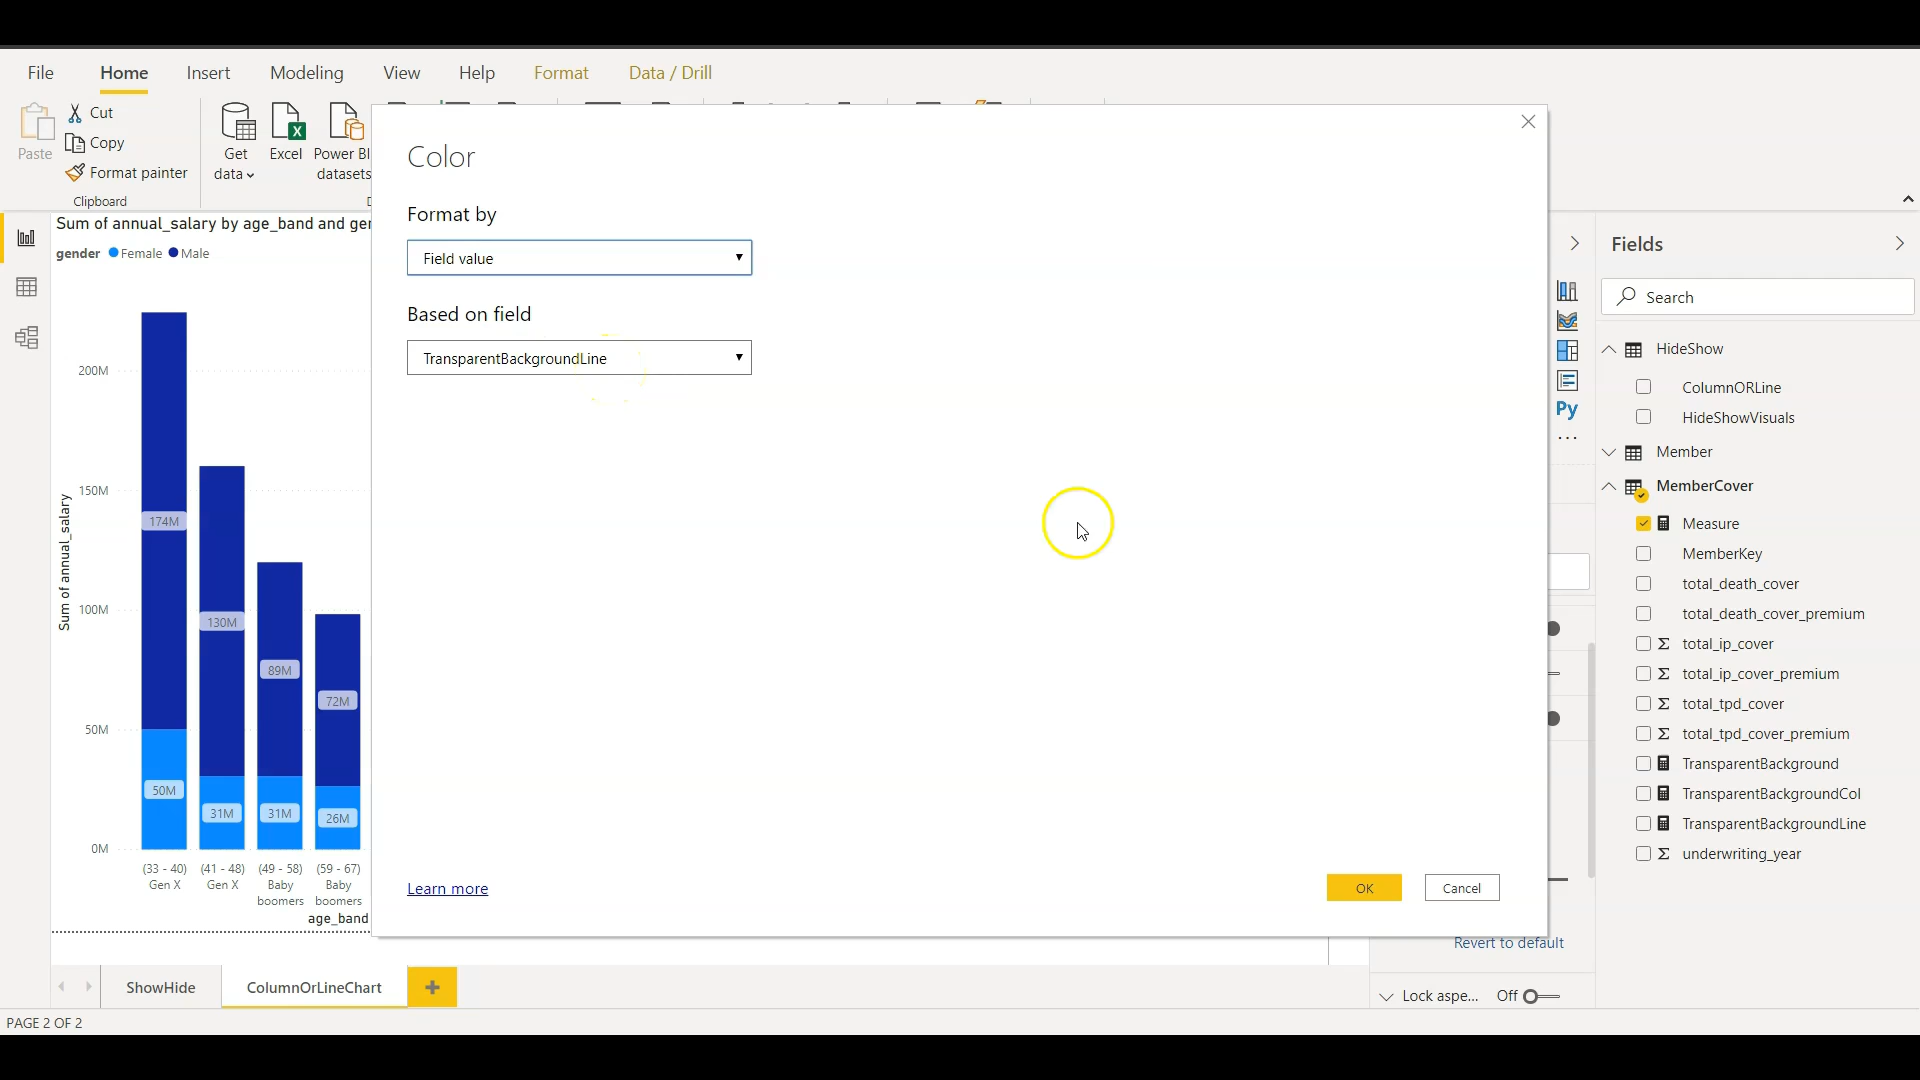 File Home Insert Modeling View Help Format Data / Drill
Paste
Cut
Copy
Format painter
Clipboard
Get data
Excel
Power BI
datasets
Color
Format by
Field value
Based on field
TransparentBackgroundLine
Learn more
OK
Cancel
Sum of annual_salary by age_band and gen
gender Female Male
Sum of annual_salary
200M
150M
100M
50M
0M
174M
130M
89M
72M
50M
31M
31M
26M
(33 - 40) (41 - 48) (49 - 58) (59 - 67)
Gen X Gen X Baby Baby
boomers boomers
age_band
Py
Fields
Search
HideShow
ColumnORLine
HideShowVisuals
Member
MemberCover
Measure
MemberKey
total_death_cover
total_death_cover_premium
Σ total_ip_cover
Σ total_ip_cover_premium
Σ total_tpd_cover
Σ total_tpd_cover_premium
TransparentBackground
TransparentBackgroundCol
TransparentBackgroundLine
Σ underwriting_year
Revert to default
Lock aspe... Off
ShowHide ColumnOrLineChart
PAGE 2 OF 2